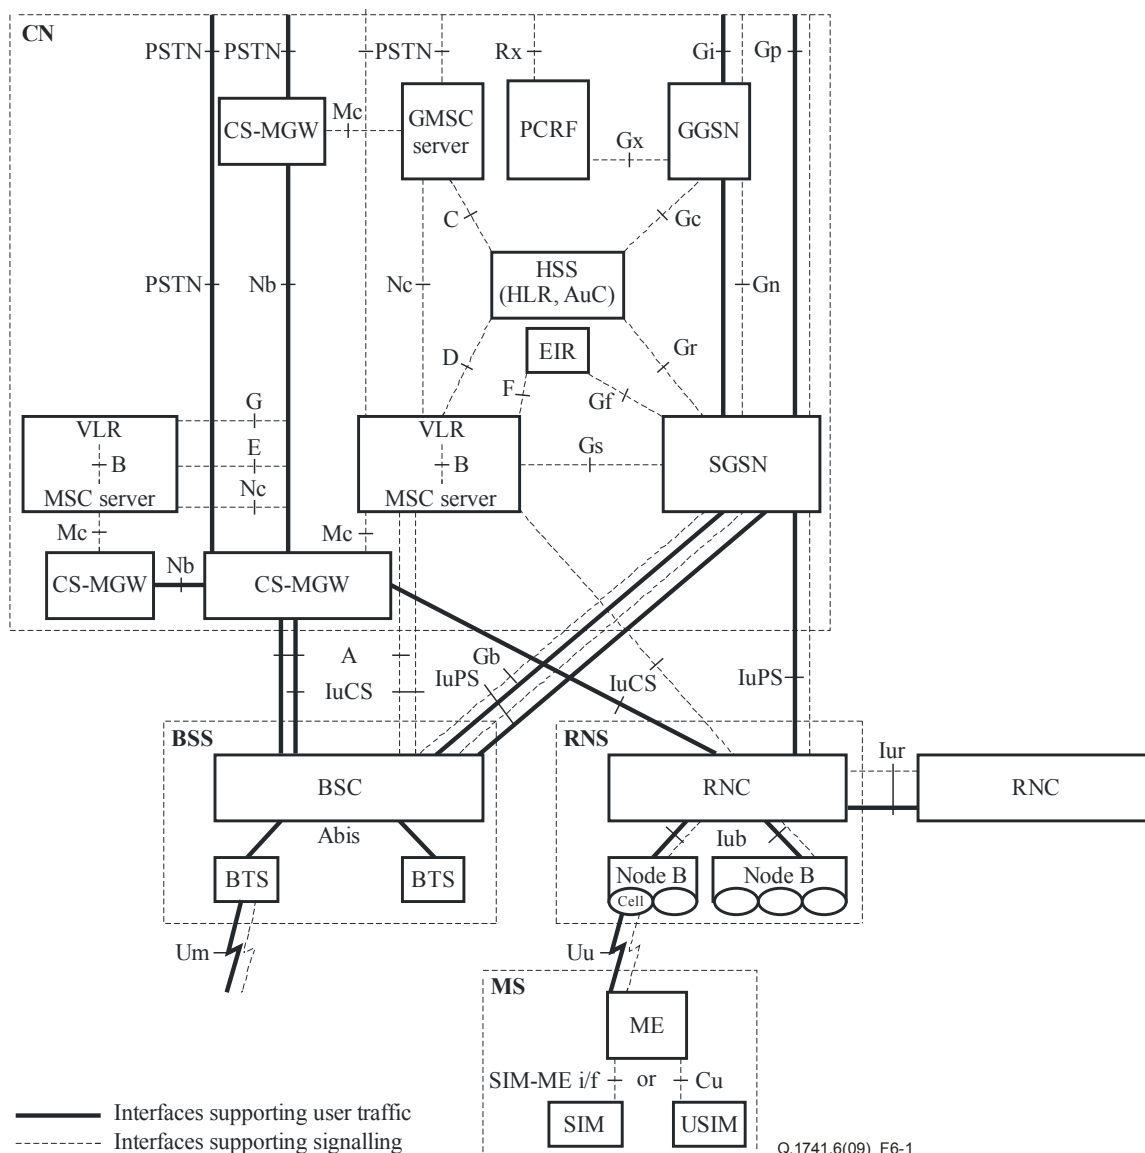 CN
PSTN PSTN PSTN Rx Gi Gp
CS-MGW
Mc
GMSC
server
PCRF
Gx
GGSN
C
Gc
HSS
(HLR, AuC)
PSTN
Nb
Nc
Gn
EIR
D
Gr
F
Gf
G
VLR
B
MSC server
E
Nc
VLR
B
MSC server
Gs
SGSN
Mc
Mc
CS-MGW
Nb
CS-MGW
A
Gb
IuCS
IuPS
IuCS
IuPS
BSS
RNS
BSC
RNC
Iur
RNC
Abis
Iub
BTS
BTS
Node B
Cell
Node B
Um
Uu
MS
ME
SIM-ME i/f
or
Cu
SIM
USIM
Interfaces supporting user traffic
Interfaces supporting signalling
Q.1741.6(09)_F6-1